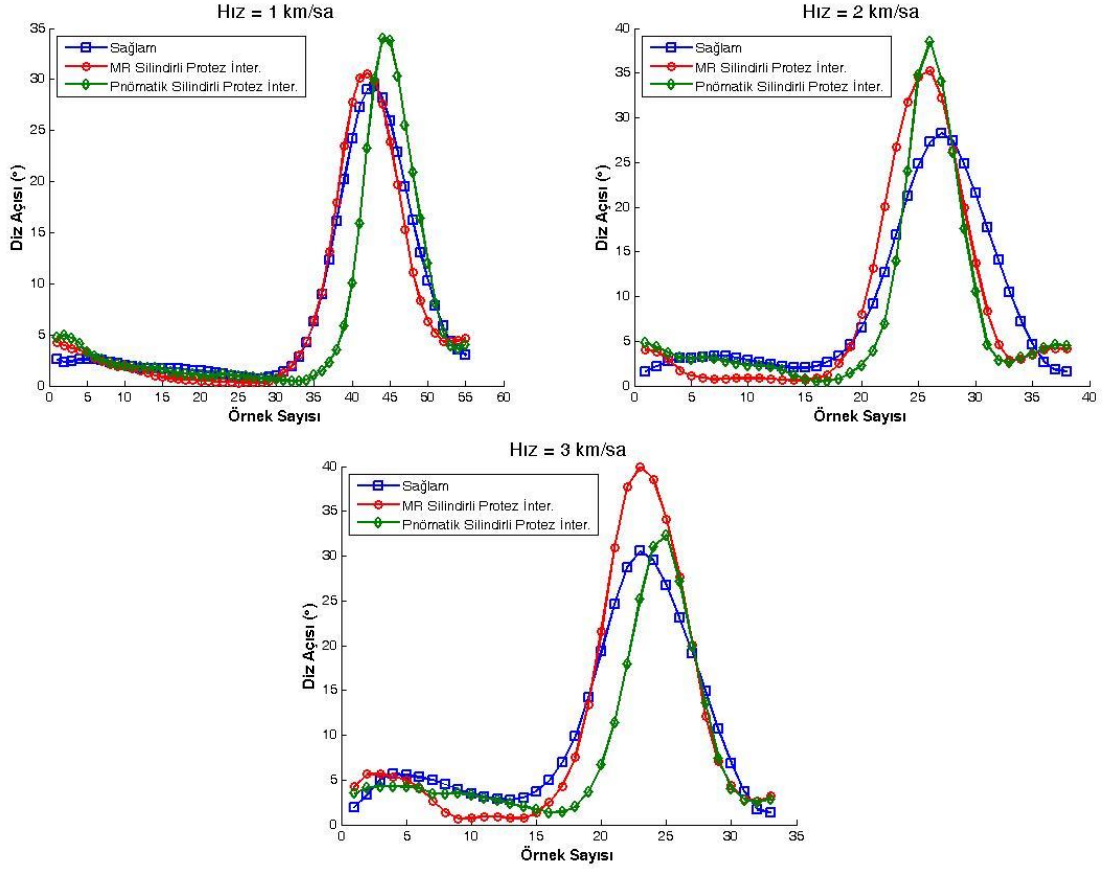 Hız = 1 km/sa
35
30
25
20
15
10
5
0
Diz Açısı (°)
Sağlam
MR Silindirli Protez İnter.
Pnömatik Silindirli Protez İnter.
0 5 10 15 20 25 30 35 40 45 50 55 60
Örnek Sayısı
Hız = 2 km/sa
40
35
30
25
20
15
10
5
0
Diz Açısı (°)
Sağlam
MR Silindirli Protez İnter.
Pnömatik Silindirli Protez İnter.
0 5 10 15 20 25 30 35 40
Örnek Sayısı
Hız = 3 km/sa
40
35
30
25
20
15
10
5
0
Diz Açısı (°)
Sağlam
MR Silindirli Protez İnter.
Pnömatik Silindirli Protez İnter.
0 5 10 15 20 25 30 35
Örnek Sayısı